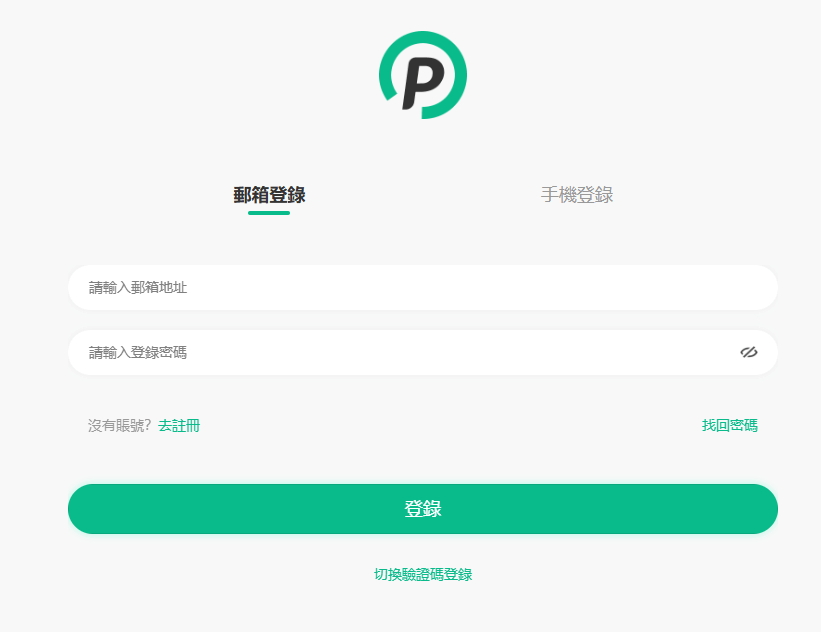 P
郵箱登錄 手機登錄
請輸入郵箱地址
請輸入登錄密碼
沒有賬號? 去註冊 找回密碼
登錄
切換驗證碼登錄